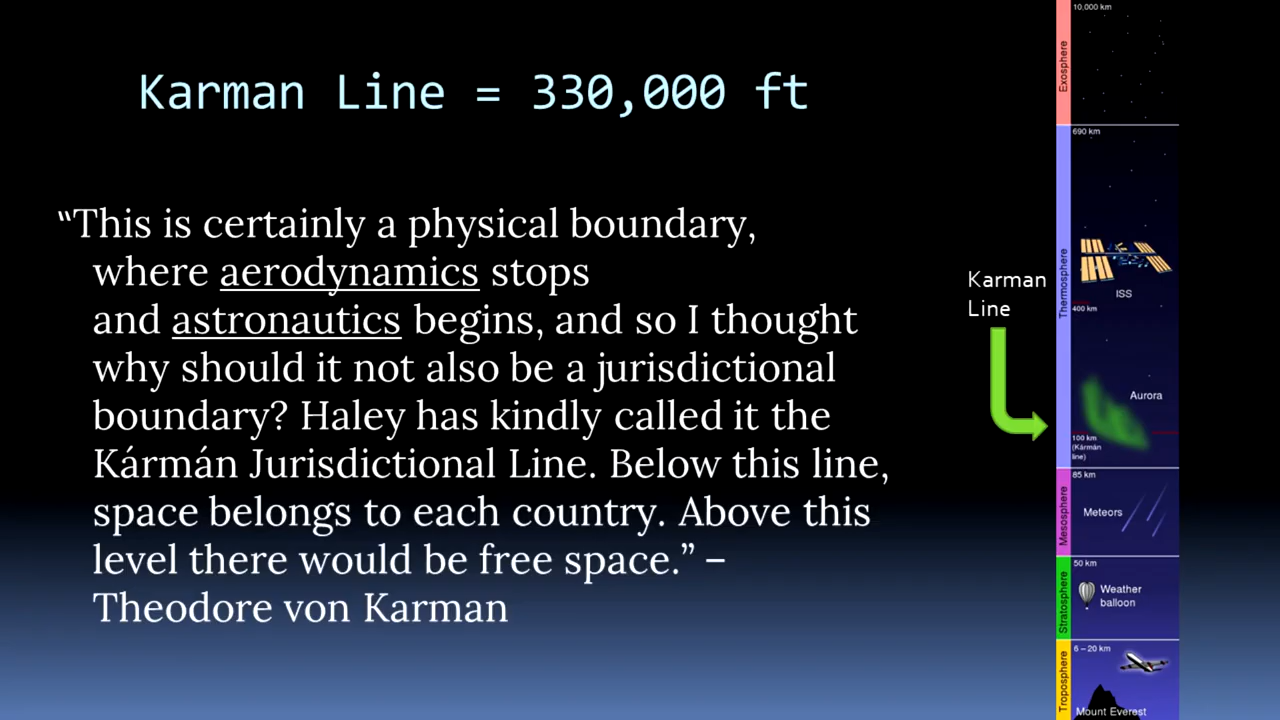 Karman Line = 330,000 ft
“This is certainly a physical boundary,
where aerodynamics stops
and astronautics begins, and so I thought
why should it not also be a jurisdictional
boundary? Haley has kindly called it the
Kármán Jurisdictional Line. Below this line,
space belongs to each country. Above this
level there would be free space.” –
Theodore von Karman
Karman
Line
10,000 km
Exosphere
690 km
Thermosphere
ISS
400 km
Aurora
100 km
(Kármán
line)
85 km
Mesosphere
Meteors
50 km
Stratosphere
Weather
balloon
6 – 20 km
Troposphere
Mount Everest